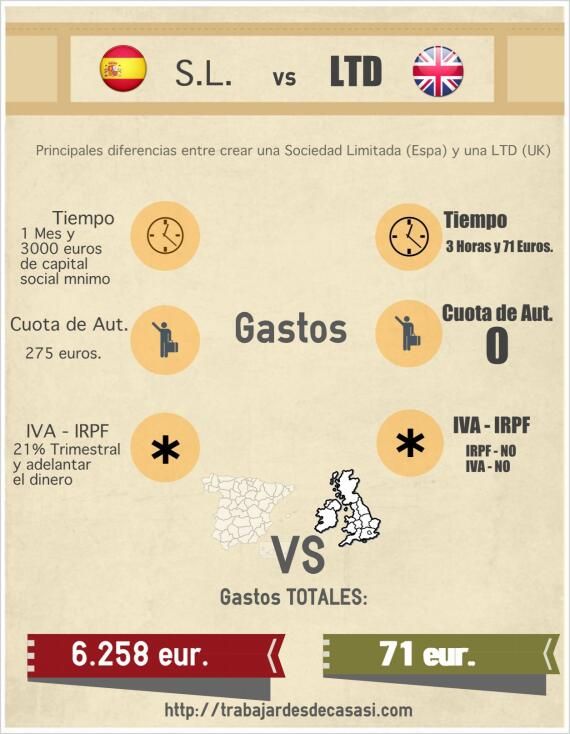 S.L. vs LTD
Principales diferencias entre crear una Sociedad Limitada (Espa) y una LTD (UK)
Tiempo
1 Mes y
3000 euros
de capital
social mnimo
Tiempo
3 Horas y 71 Euros.
Cuota de Aut.
275 euros.
Gastos
Cuota de Aut.
0
IVA - IRPF
21% Trimestral
y adelantar
el dinero
IVA - IRPF
IRPF - NO
IVA - NO
VS
Gastos TOTALES:
6.258 eur.
71 eur.
http://trabajardesdecasasi.com